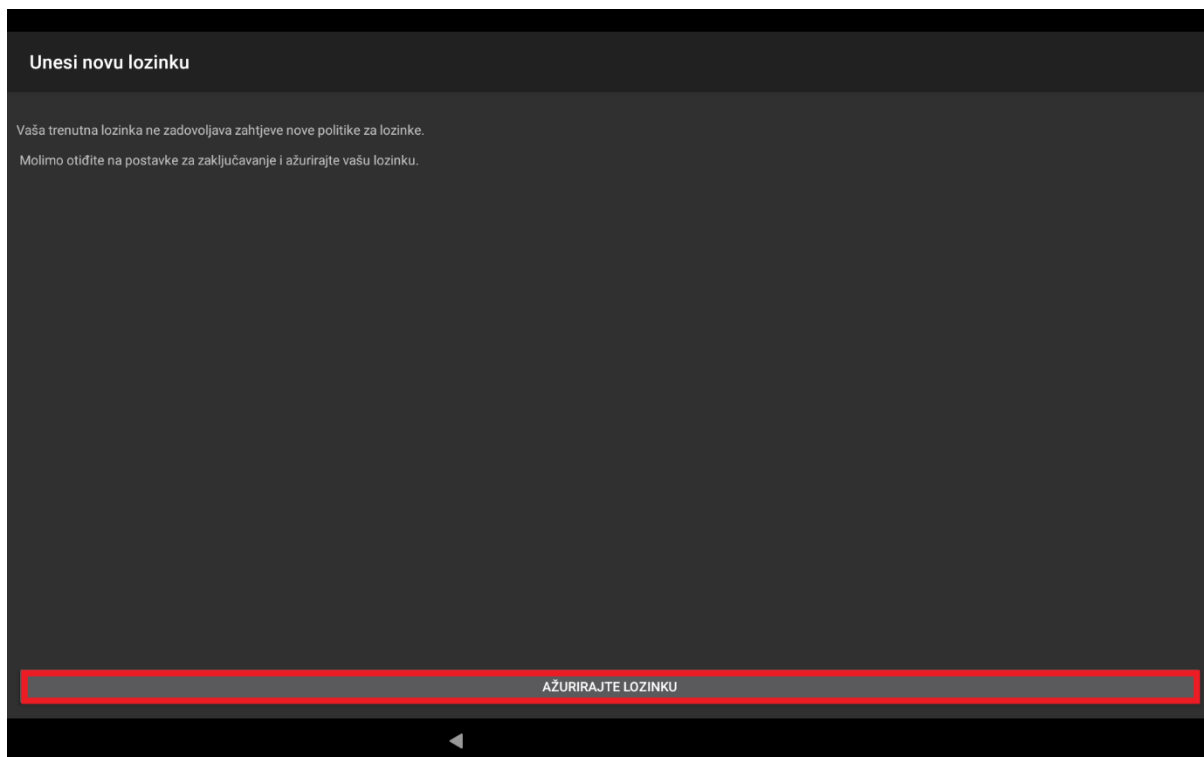 Unesi novu lozinku
Vaša trenutna lozinka ne zadovoljava zahtjeve nove politike za lozinke.
Molimo otiđite na postavke za zaključavanje i ažurirajte vašu lozinku.
AŽURIRAJTE LOZINKU